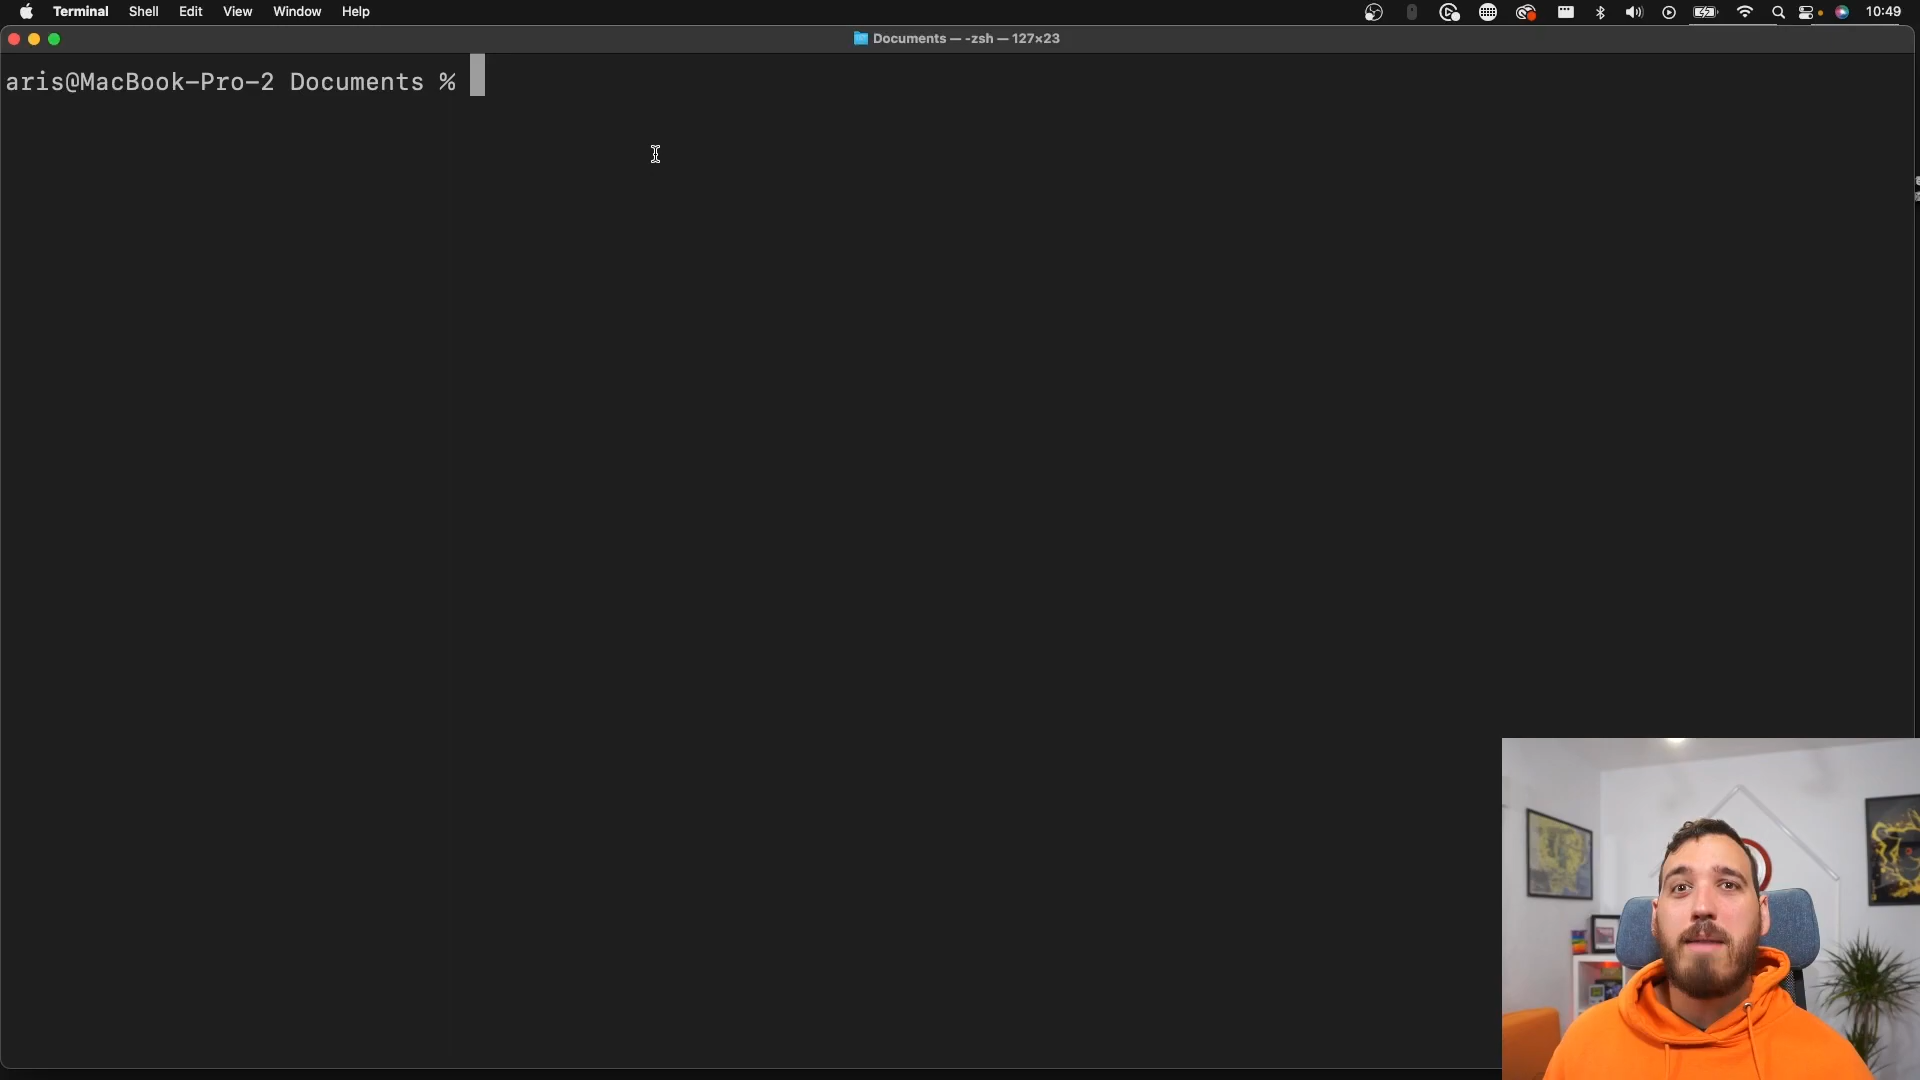 Terminal Shell Edit View Window Help 10:49
Documents — -zsh — 127×23
aris@MacBook-Pro-2 Documents %